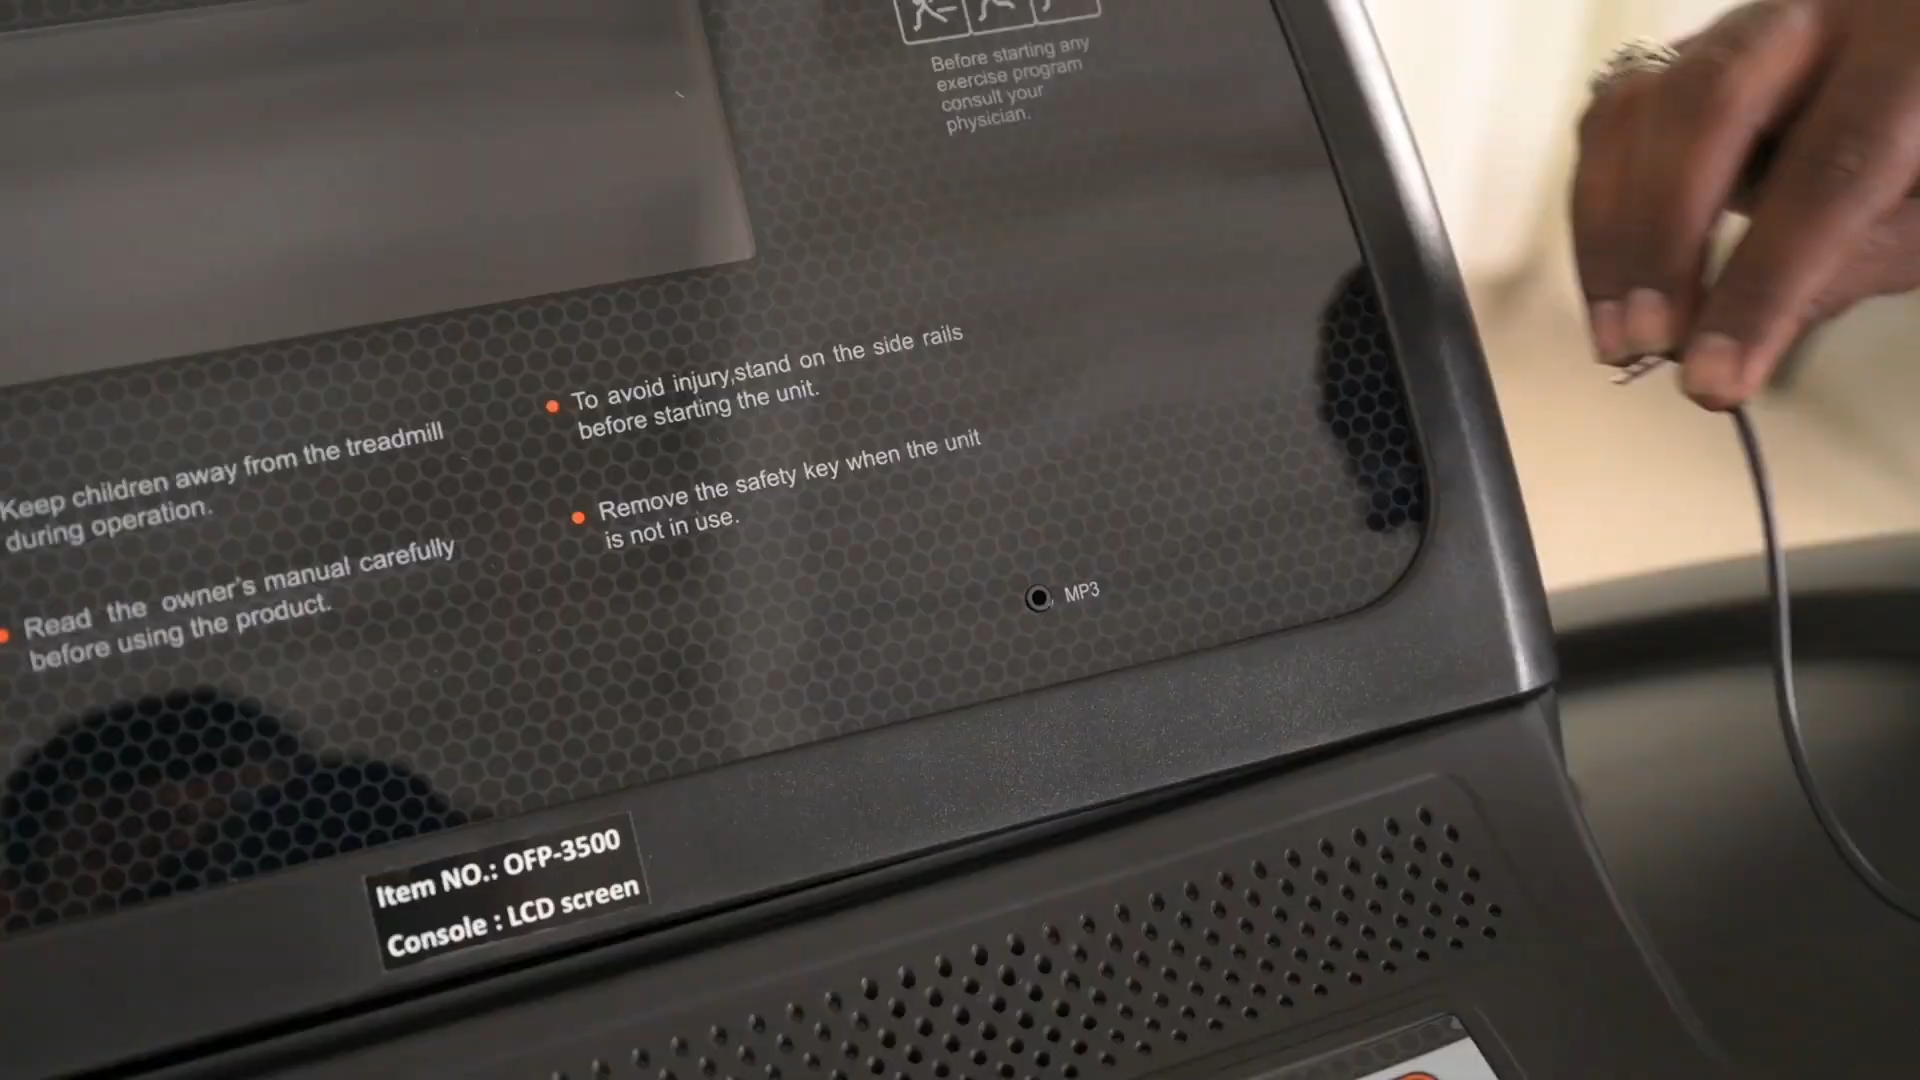 Before starting any
exercise program
consult your
physician.
Keep children away from the treadmill
during operation.
Read the owner's manual carefully
before using the product.
To avoid injury,stand on the side rails
before starting the unit.
Remove the safety key when the unit
is not in use.
MP3
Item NO.: OFP-3500
Console : LCD screen